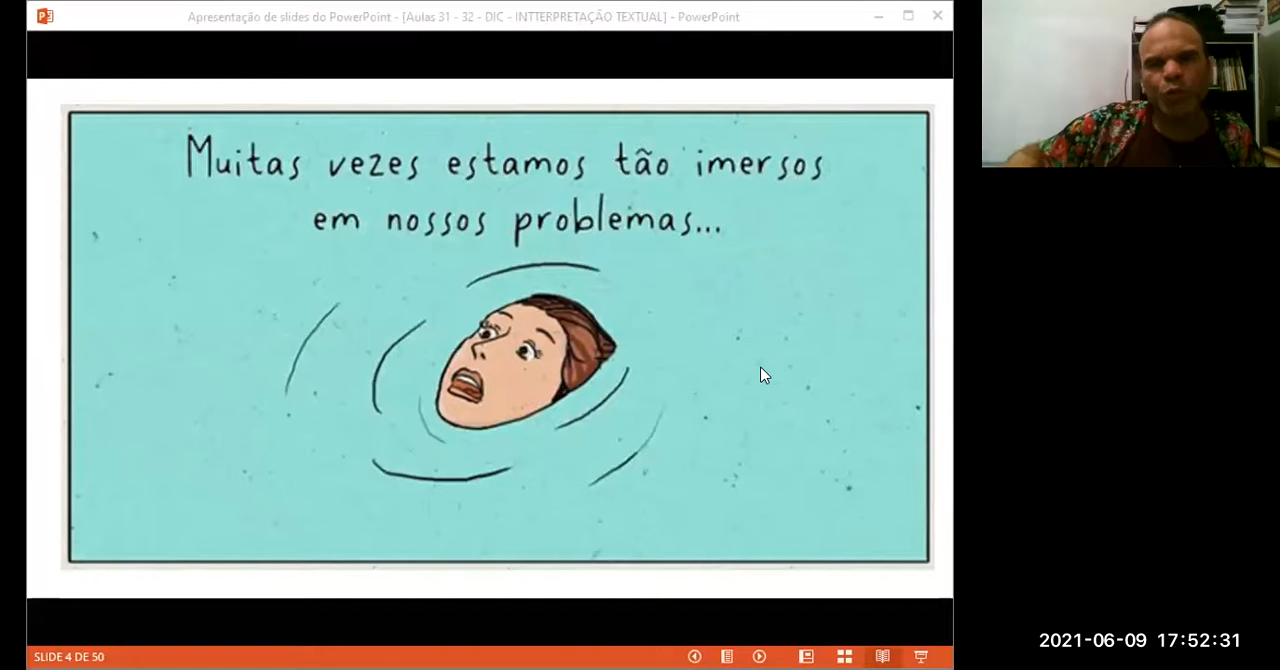 Apresentação de slides do PowerPoint - [Aulas 31 - 32 - DIC - INTTERPRETAÇÃO TEXTUAL] - PowerPoint
Muitas vezes estamos tão imersos
em nossos problemas...
SLIDE 4 DE 50
2021-06-09 17:52:31